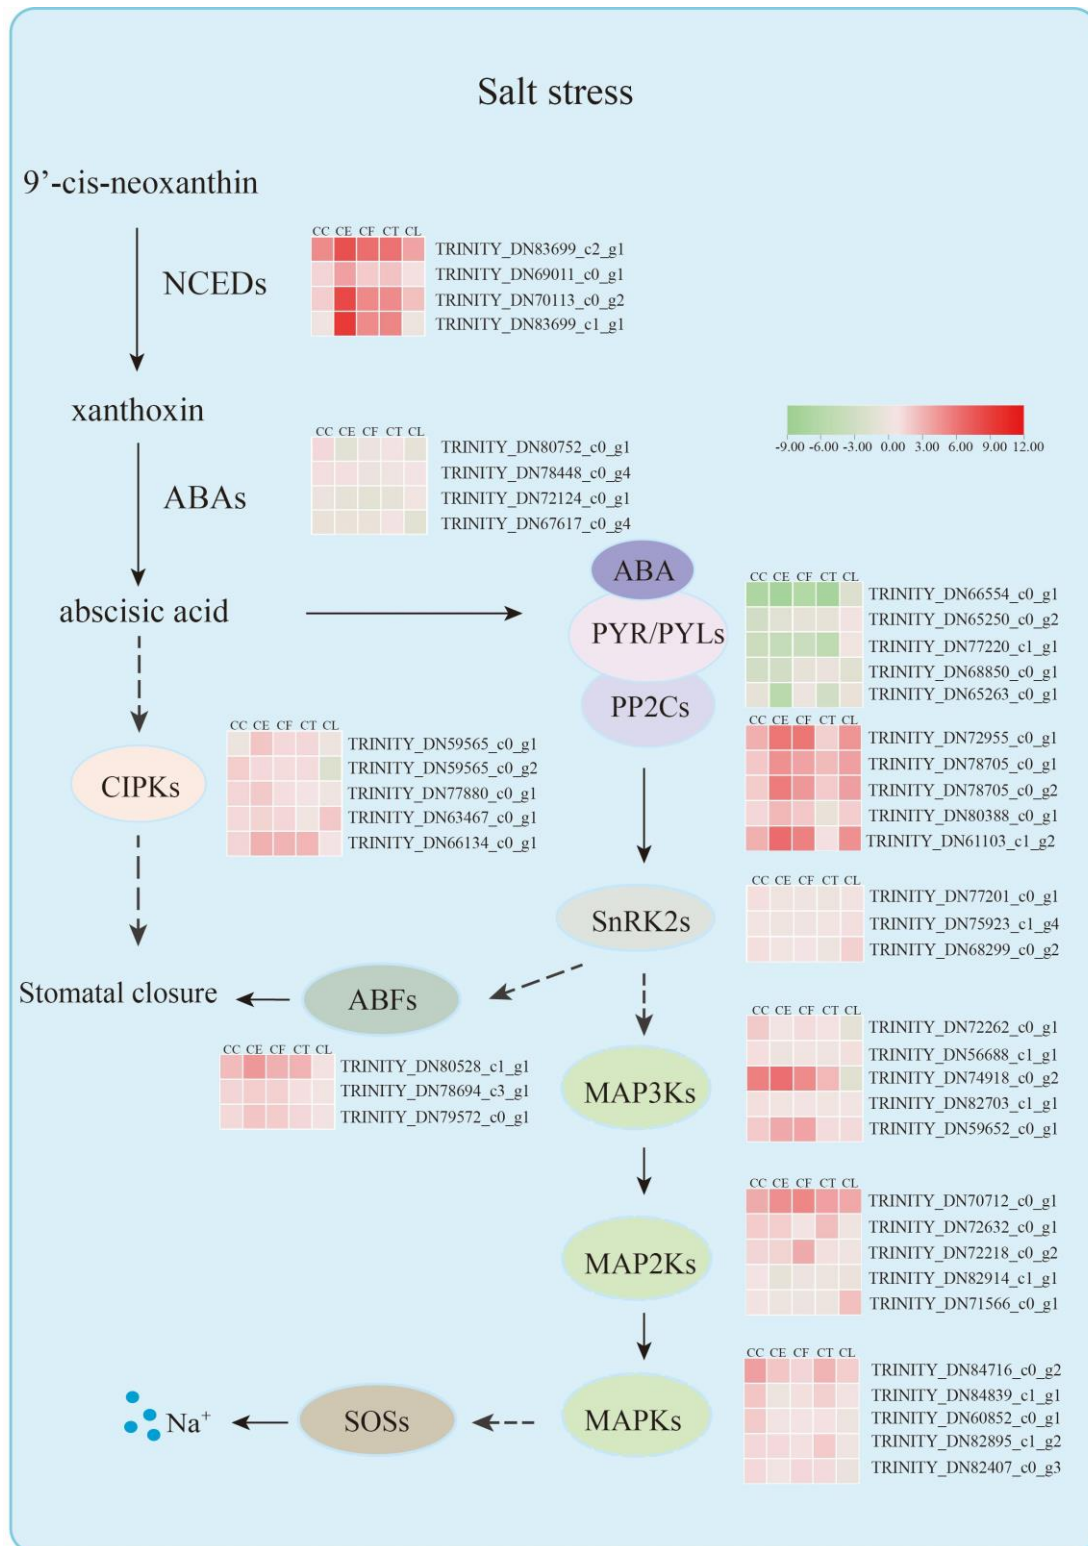 Salt stress
9’-cis-neoxanthin
NCEDs
CC CE CF CT CL
TRINITY_DN83699_c2_g1
TRINITY_DN69011_c0_g1
TRINITY_DN70113_c0_g2
TRINITY_DN83699_c1_g1
xanthoxin
-9.00 -6.00 -3.00 0.00 3.00 6.00 9.00 12.00
ABAs
CC CE CF CT CL
TRINITY_DN80752_c0_g1
TRINITY_DN78448_c0_g4
TRINITY_DN72124_c0_g1
TRINITY_DN67617_c0_g4
abscisic acid
ABA
PYR/PYLs
PP2Cs
CC CE CF CT CL
TRINITY_DN66554_c0_g1
TRINITY_DN65250_c0_g2
TRINITY_DN77220_c1_g1
TRINITY_DN68850_c0_g1
TRINITY_DN65263_c0_g1
CC CE CF CT CL
TRINITY_DN72955_c0_g1
TRINITY_DN78705_c0_g1
TRINITY_DN78705_c0_g2
TRINITY_DN80388_c0_g1
TRINITY_DN61103_c1_g2
CIPKs
CC CE CF CT CL
TRINITY_DN59565_c0_g1
TRINITY_DN59565_c0_g2
TRINITY_DN77880_c0_g1
TRINITY_DN63467_c0_g1
TRINITY_DN66134_c0_g1
SnRK2s
CC CE CF CT CL
TRINITY_DN77201_c0_g1
TRINITY_DN75923_c1_g4
TRINITY_DN68299_c0_g2
Stomatal closure
ABFs
CC CE CF CT CL
TRINITY_DN80528_c1_g1
TRINITY_DN78694_c3_g1
TRINITY_DN79572_c0_g1
MAP3Ks
CC CE CF CT CL
TRINITY_DN72262_c0_g1
TRINITY_DN56688_c1_g1
TRINITY_DN74918_c0_g2
TRINITY_DN82703_c1_g1
TRINITY_DN59652_c0_g1
MAP2Ks
CC CE CF CT CL
TRINITY_DN70712_c0_g1
TRINITY_DN72632_c0_g1
TRINITY_DN72218_c0_g2
TRINITY_DN82914_c1_g1
TRINITY_DN71566_c0_g1
MAPKs
CC CE CF CT CL
TRINITY_DN84716_c0_g2
TRINITY_DN84839_c1_g1
TRINITY_DN60852_c0_g1
TRINITY_DN82895_c1_g2
TRINITY_DN82407_c0_g3
SOSs
Na⁺